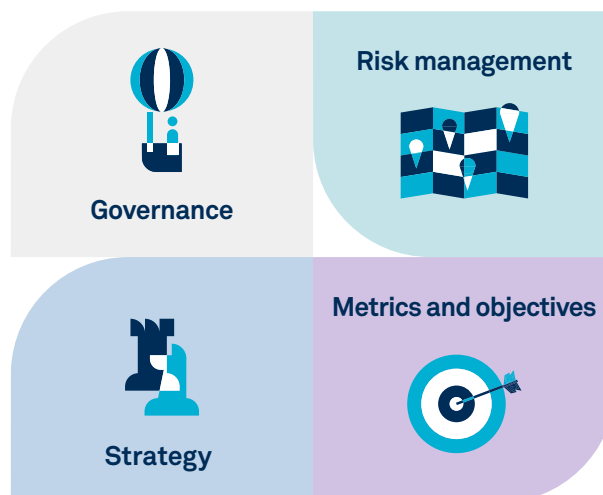 Governance
Risk management
Strategy
Metrics and objectives